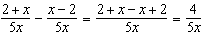 (2 + x)/5x − (x − 2)/5x = (2 + x − x + 2)/5x = 4/5x